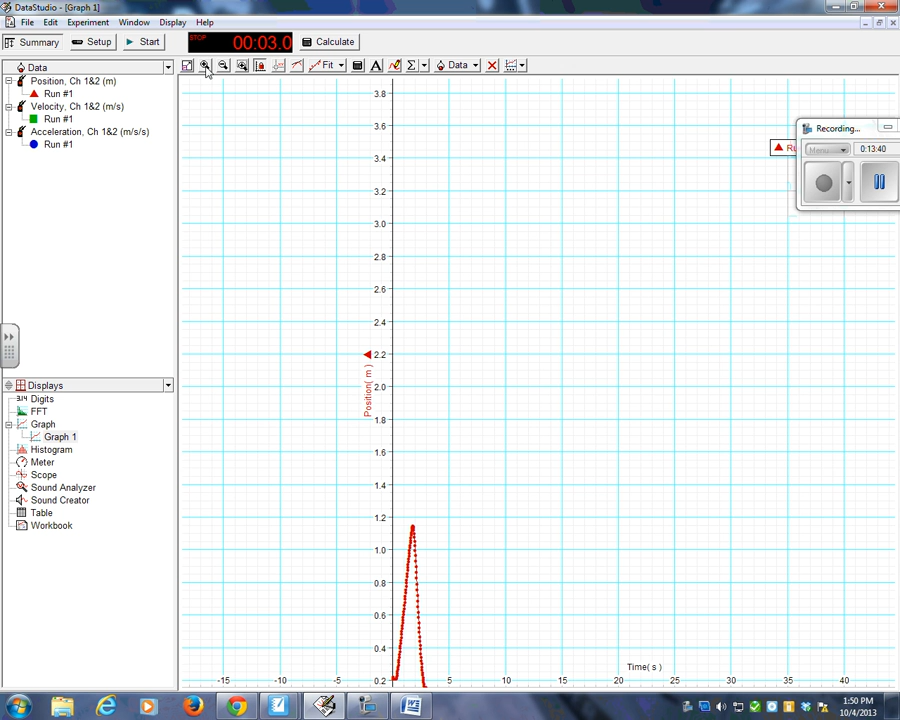 DataStudio - [Graph 1]
File Edit Experiment Window Display Help
Summary Setup Start STOP 00:03.0 Calculate
Fit Σ Data
Data
Position, Ch 1&2 (m)
Run #1
Velocity, Ch 1&2 (m/s)
Run #1
Acceleration, Ch 1&2 (m/s/s)
Run #1
Displays
3.14 Digits
FFT
Graph
Graph 1
Histogram
Meter
Scope
Sound Analyzer
Sound Creator
Table
Workbook
3.8
3.6
3.4
3.2
3.0
2.8
2.6
2.4
2.2
2.0
1.8
1.6
1.4
1.2
1.0
0.8
0.6
0.4
0.2
Position( m )
-15 -10 -5 5 10 15 20 25 30 35 40
Time( s )
Recording...
Menu 0:13:40
1:50 PM
10/4/2013